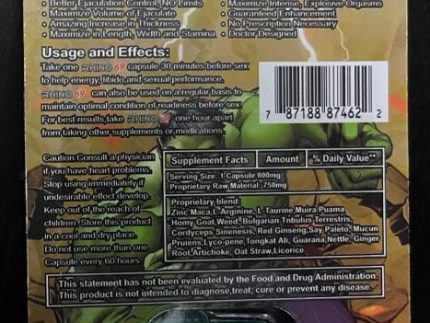 • Better Ejaculation Control, NO Limits
• Maximize Volume of Ejaculate
• Amazing Increase in Thickness
• Maximize in Length, Width and Stamina
• Maximize, Intense, Explosive Orgasms
• Guaranteed Enhancement
• No Prescription Necessary
• Doctor Designed
Usage and Effects:
Take one RHINO 69 capsule 30 minutes before sex
to help energy, libido and sexual performance.
RHINO 69 can also be used on a regular basis to
maintain optimal condition of readiness before sex.
For best results, take RHINO one hour apart
from taking other supplements or modications
7 87188 87462 2
Caution Consult a physician
if you have heart problems.
Stop using immediately if
undesirable effect develop.
Keep out of the reach of
children. Store this product
in a cool and dry place
Do not use more than one
Capsule every 60 hours
Supplement Facts Amount % Daily Value**
Serving Size: 1 Capsule 800mg
Proprietary Raw Material: 750mg
Proprietary blend:
Zinc, Maca, L-Arginine, L-Taurine, Muira Puama
Horny, Goat, Weed, Bulgarian Tribulus Terrestris,
Cordyceps Sinenesis, Red Ginseng, Say Paleto, Mucun
Pruiens, Lyco-pene, Tongkat Ali, Guarana, Nettle, Ginger
Root, Artichoke, Oat Straw, Licorice
This statement has not been evaluated by the Food and Drug Administration.
This product is not intended to diagnose, treat, cure or prevent any disease.